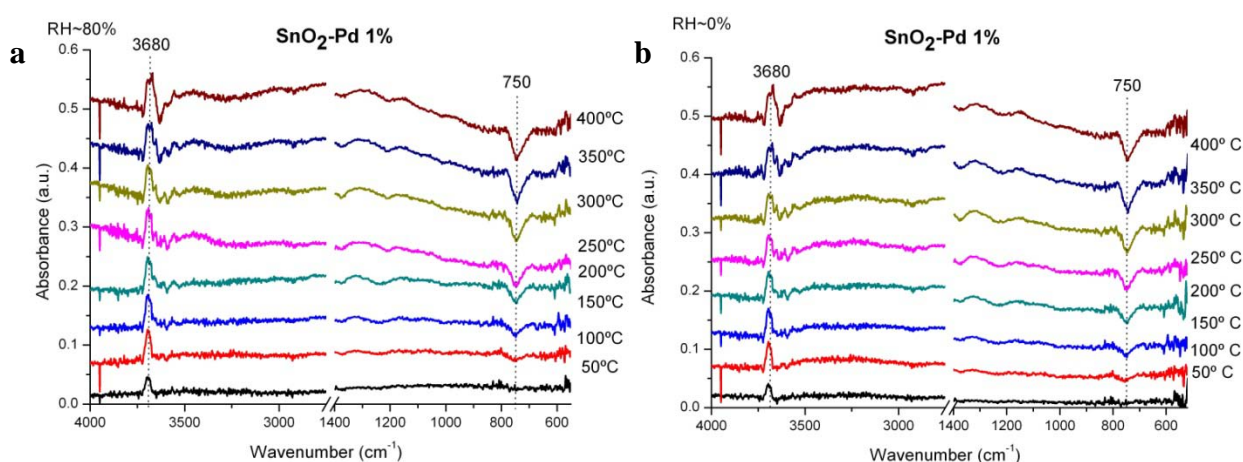 a
RH~80%
SnO2-Pd 1%
3680
750
0.6
0.5
0.4
0.3
0.2
0.1
0.0
Absorbance (a.u.)
400ºC
350ºC
300ºC
250ºC
200ºC
150ºC
100ºC
50ºC
4000 3500 3000 1400 1200 1000 800 600
Wavenumber (cm-1)
b
RH~0%
SnO2-Pd 1%
3680
750
0.6
0.5
0.4
0.3
0.2
0.1
0.0
Absorbance (a.u.)
400º C
350º C
300º C
250º C
200º C
150º C
100º C
50º C
4000 3500 3000 1400 1200 1000 800 600
Wavenumber (cm-1)